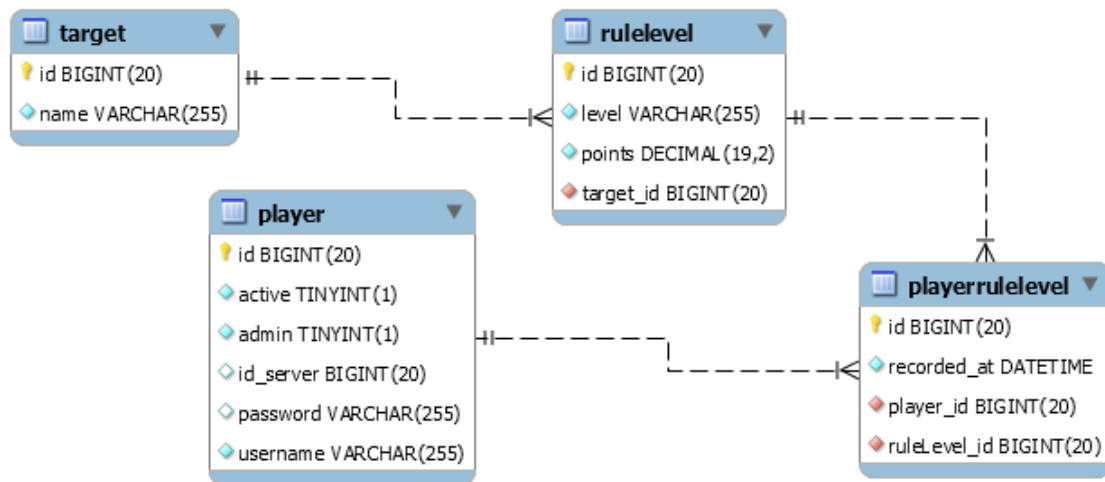 target
id BIGINT(20)
name VARCHAR(255)
rulelevel
id BIGINT(20)
level VARCHAR(255)
points DECIMAL(19,2)
target_id BIGINT(20)
player
id BIGINT(20)
active TINYINT(1)
admin TINYINT(1)
id_server BIGINT(20)
password VARCHAR(255)
username VARCHAR(255)
playerrulelevel
id BIGINT(20)
recorded_at DATETIME
player_id BIGINT(20)
ruleLevel_id BIGINT(20)